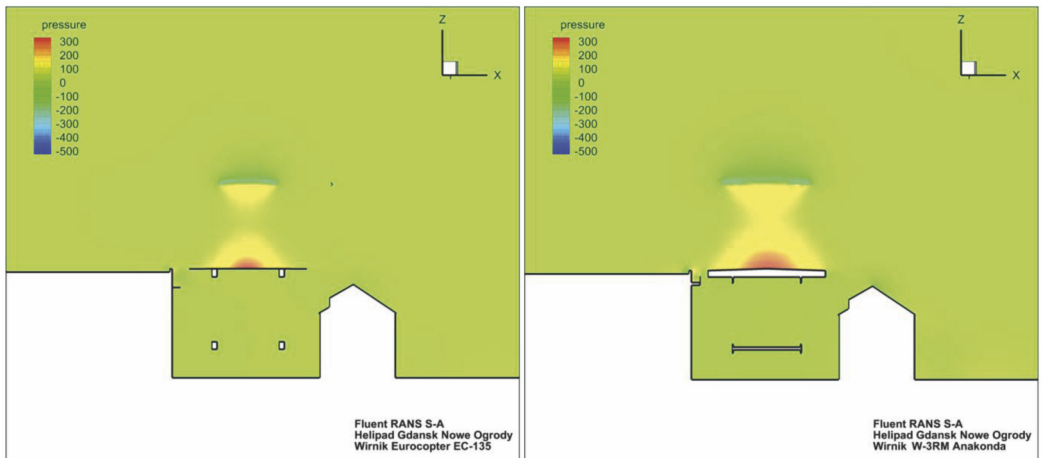 pressure
300
200
100
0
-100
-200
-300
-400
-500
Z
X
Fluent RANS S-A
Helipad Gdansk Nowe Ogrody
Wirnik Eurocopter EC-135
pressure
300
200
100
0
-100
-200
-300
-400
-500
Z
X
Fluent RANS S-A
Helipad Gdansk Nowe Ogrody
Wirnik W-3RM Anakonda